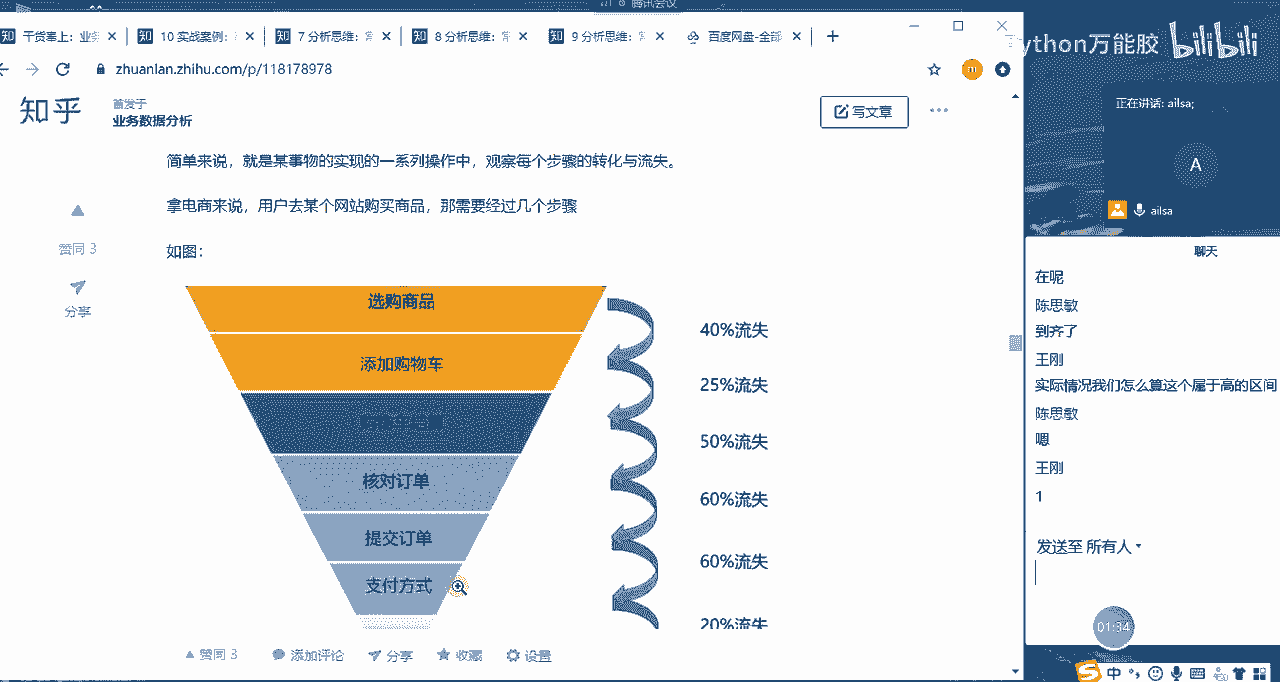 腾讯会议
知 干货奉上：业务 × 知 10 实战案例： × 知 7 分析思维：常 × 知 8 分析思维：常 × 知 9 分析思维：常 × 百度网盘-全部 × +
zhuanlan.zhihu.com/p/118178978
ython万能胶 bilibili
知乎
首发于
业务数据分析
写文章
正在讲话: ailsa;
A
ailsa
简单来说，就是某事物的实现的一系列操作中，观察每个步骤的转化与流失。
拿电商来说，用户去某个网站购买商品，那需要经过几个步骤
如图：
赞同 3
分享
选购商品
添加购物车
核对订单
提交订单
支付方式
40%流失
25%流失
50%流失
60%流失
60%流失
20%流失
赞同 3 添加评论 分享 收藏 设置
聊天
在呢
陈思敏
到齐了
王刚
实际情况我们怎么算这个属于高的区间
陈思敏
嗯
王刚
1
发送至 所有人
01:34
S 中